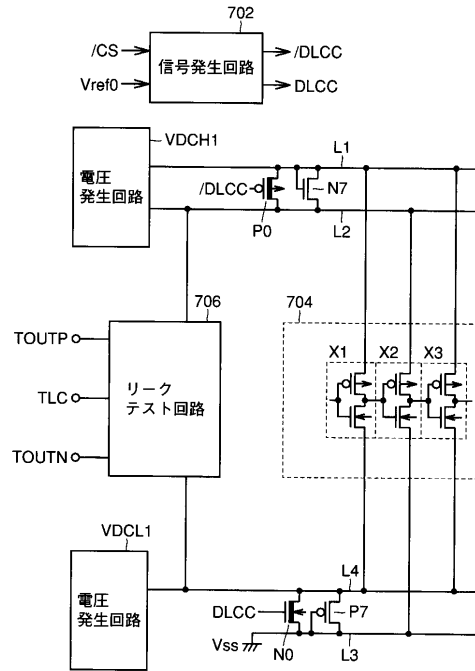 702
/CS
Vref0
信号発生回路
/DLCC
DLCC
VDCH1
電圧
発生回路
L1
/DLCC
N7
P0
L2
706
704
TOUTP
TLC
TOUTN
リーク
テスト回路
X1 X2 X3
VDCL1
電圧
発生回路
L4
DLCC
P7
Vss
N0
L3